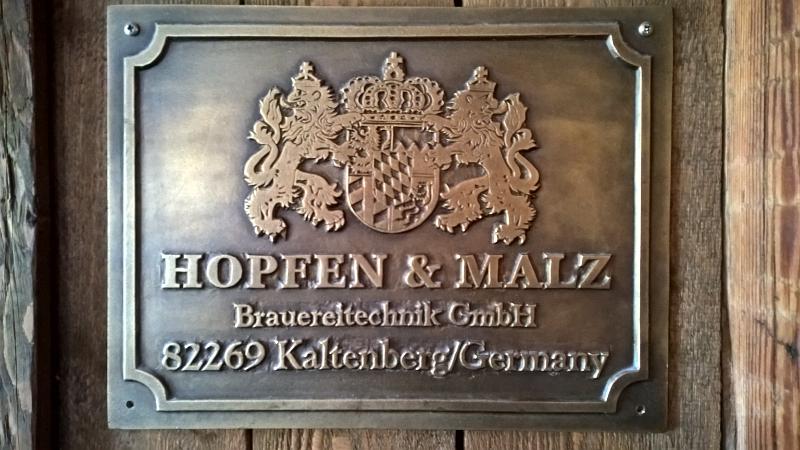 HOPFEN & MALZ
Brauereitechnik GmbH
82269 Kaltenberg/Germany